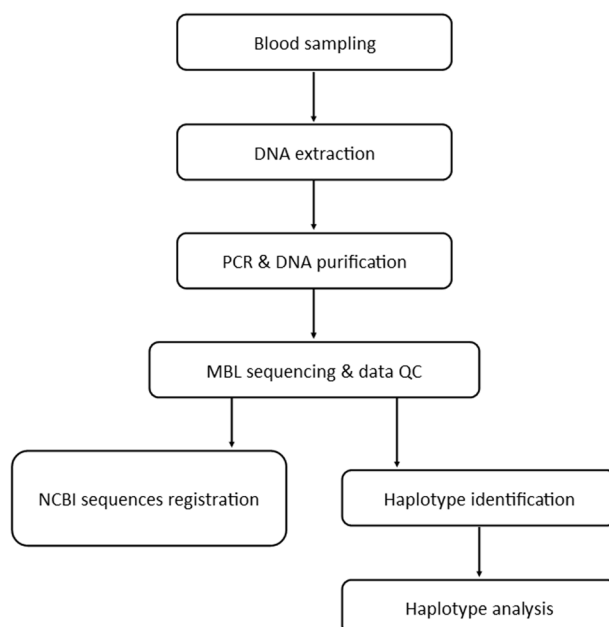 Blood sampling
DNA extraction
PCR & DNA purification
MBL sequencing & data QC
NCBI sequences registration
Haplotype identification
Haplotype analysis